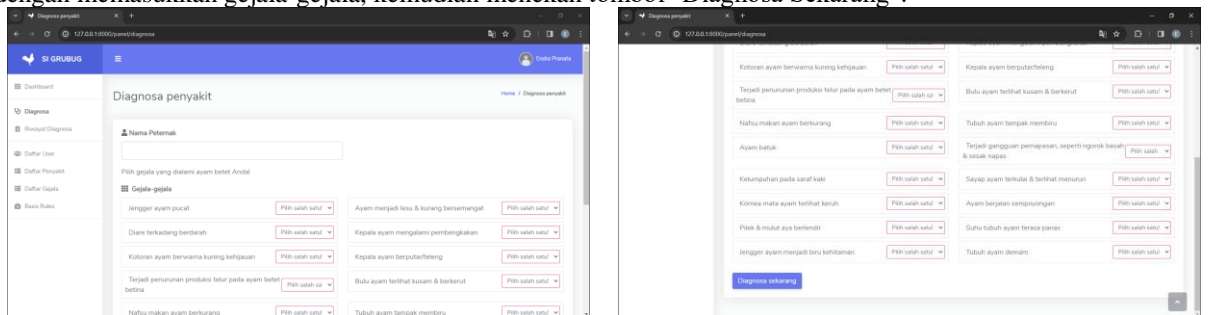 dengan memasukkan gejala-gejala, kemudian menekan tombol "Diagnosa Sekarang".
Diagnosa penyakit
127.0.0.1:8000/panel/diagnosa
SI GRUBUG
Endra Pranata
Dashboard
Diagnosa
Riwayat Diagnosa
Daftar User
Daftar Penyakit
Daftar Gejala
Basis Rules
Diagnosa penyakit
Home / Diagnosa penyakit
Nama Peternak
Pilih gejala yang dialami ayam betet Anda!
Gejala-gejala
Jengger ayam pucat Pilih salah satu!
Ayam menjadi lesu & kurang bersemangat Pilih salah satu!
Diare terkadang berdarah Pilih salah satu!
Kepala ayam mengalami pembengkakan Pilih salah satu!
Kotoran ayam berwarna kuning kehijauan Pilih salah satu!
Kepala ayam berputar/teleng Pilih salah satu!
Terjadi penurunan produksi telur pada ayam betet
betina Pilih salah sa
Bulu ayam terlihat kusam & berkerut Pilih salah satu!
Nafsu makan ayam berkurang Pilih salah satu!
Tubuh ayam tampak membiru Pilih salah satu!
Diagnosa penyakit
127.0.0.1:8000/panel/diagnosa
Kotoran ayam berwarna kuning kehijauan Pilih salah satu!
Kepala ayam berputar/teleng Pilih salah satu!
Terjadi penurunan produksi telur pada ayam betet
betina Pilih salah sa
Bulu ayam terlihat kusam & berkerut Pilih salah satu!
Nafsu makan ayam berkurang Pilih salah satu!
Tubuh ayam tampak membiru Pilih salah satu!
Ayam batuk Pilih salah satu!
Terjadi gangguan pernapasan, seperti ngorok basah
& sesak napas Pilih salah
Kelumpuhan pada saraf kaki Pilih salah satu!
Sayap ayam terkulai & terlihat menurun Pilih salah satu!
Kornea mata ayam terlihat keruh Pilih salah satu!
Ayam berjalan sempoyongan Pilih salah satu!
Pilek & mulut aya berlendir Pilih salah satu!
Suhu tubuh ayam terasa panas Pilih salah satu!
Jengger ayam menjadi biru kehitaman Pilih salah satu!
Tubuh ayam demam Pilih salah satu!
Diagnosa sekarang